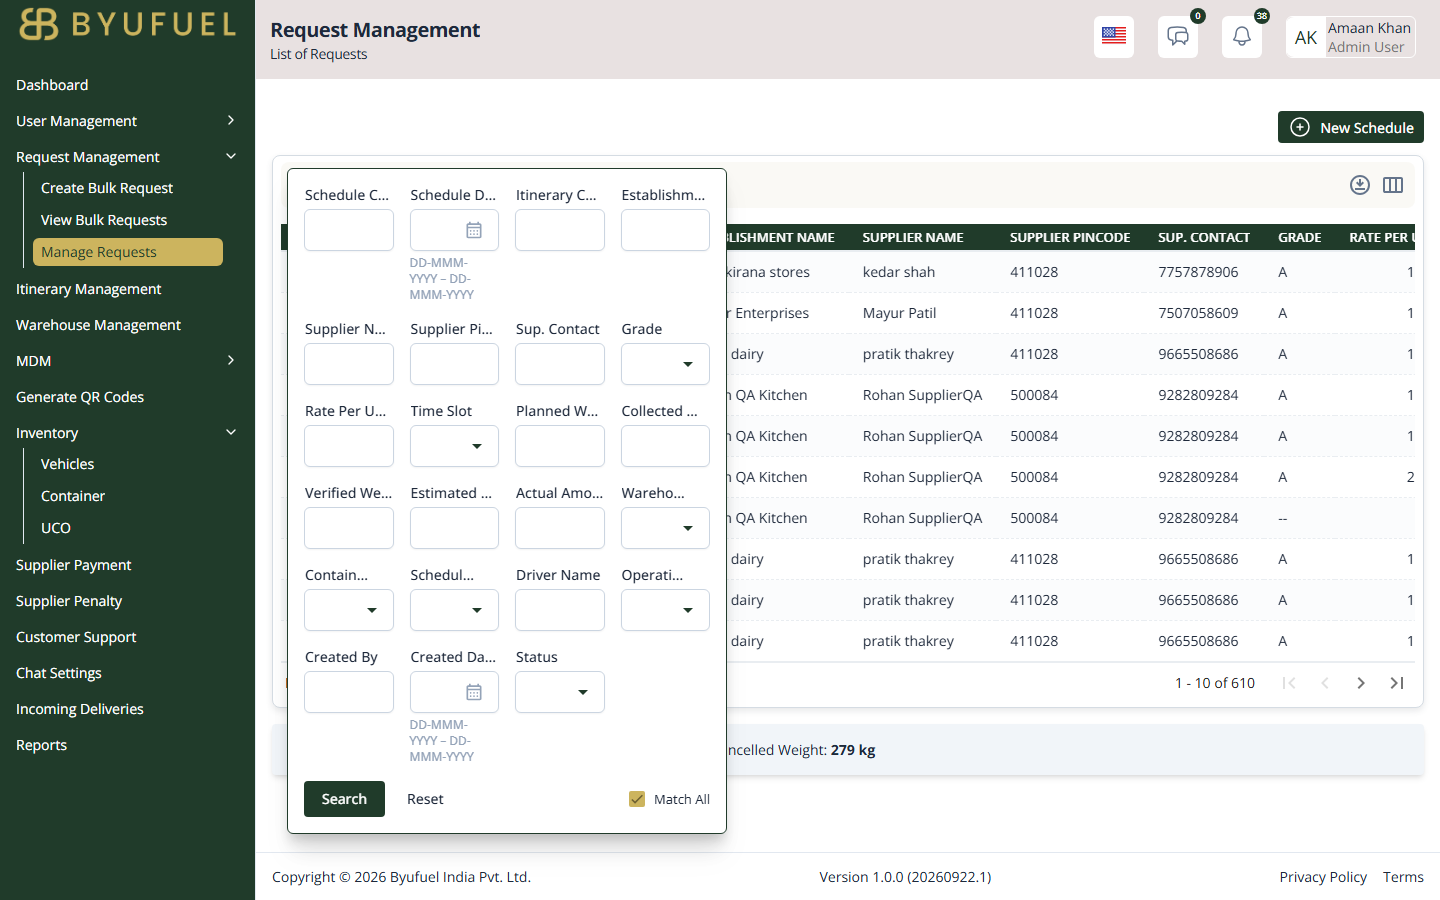 BYUFUEL
Request Management
List of Requests
0
38
AK
Amaan Khan
Admin User
Dashboard
User Management
Request Management
Create Bulk Request
View Bulk Requests
Manage Requests
Itinerary Management
Warehouse Management
MDM
Generate QR Codes
Inventory
Vehicles
Container
UCO
Supplier Payment
Supplier Penalty
Customer Support
Chat Settings
Incoming Deliveries
Reports
New Schedule
Schedule C... Schedule D... Itinerary C... Establishm...
DD-MMM-
YYYY – DD-
MMM-YYYY
Supplier N... Supplier Pi... Sup. Contact Grade
Rate Per U... Time Slot Planned W... Collected ...
Verified We... Estimated ... Actual Amo... Wareho...
Contain... Schedul... Driver Name Operati...
Created By Created Da... Status
DD-MMM-
YYYY – DD-
MMM-YYYY
Search Reset Match All
LISHMENT NAME SUPPLIER NAME SUPPLIER PINCODE SUP. CONTACT GRADE RATE PER
kirana stores kedar shah 411028 7757878906 A 1
r Enterprises Mayur Patil 411028 7507058609 A 1
dairy pratik thakrey 411028 9665508686 A 1
QA Kitchen Rohan SupplierQA 500084 9282809284 A 1
QA Kitchen Rohan SupplierQA 500084 9282809284 A 1
QA Kitchen Rohan SupplierQA 500084 9282809284 A 2
QA Kitchen Rohan SupplierQA 500084 9282809284 --
dairy pratik thakrey 411028 9665508686 A 1
dairy pratik thakrey 411028 9665508686 A 1
dairy pratik thakrey 411028 9665508686 A 1
1 - 10 of 610
ncelled Weight: 279 kg
Copyright © 2026 Byufuel India Pvt. Ltd.
Version 1.0.0 (20260922.1)
Privacy Policy Terms